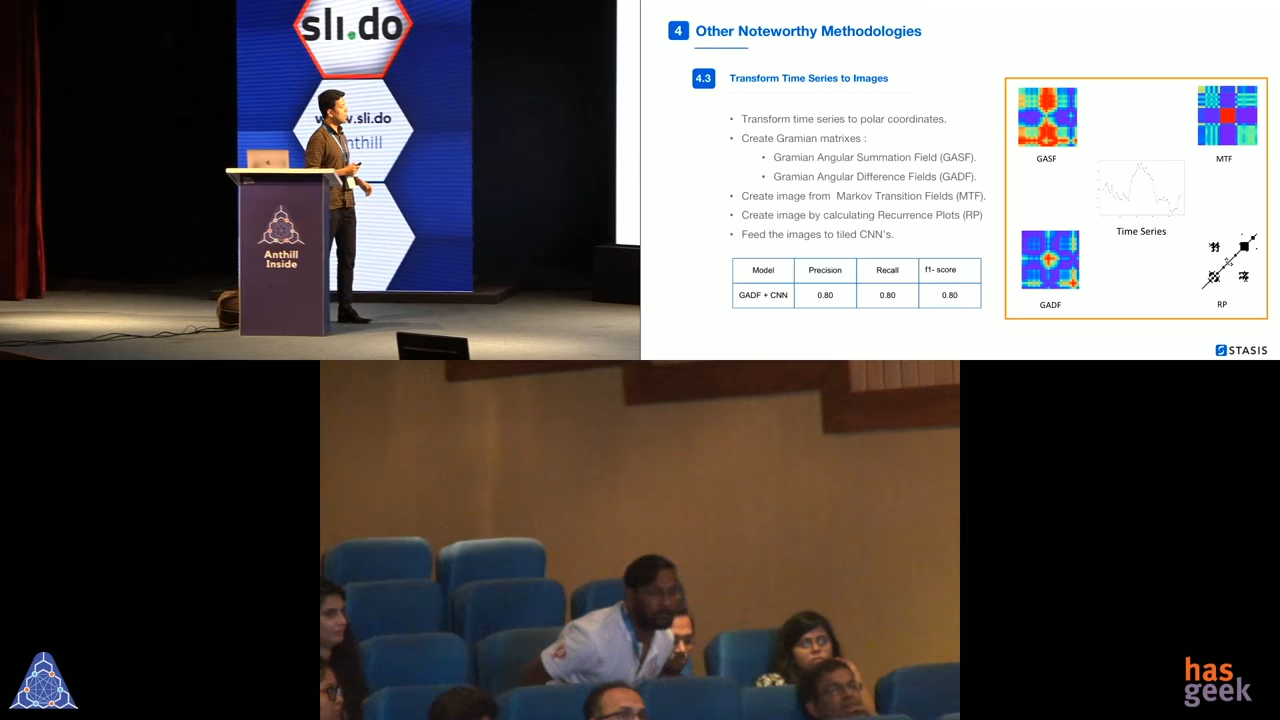 sli.do
www.sli.do
anthill
Anthill
Inside
4 Other Noteworthy Methodologies
4.3 Transform Time Series to Images
• Transform time series to polar coordinates.
• Create Gramian matrixes :
• Gramian Angular Summation Field (GASF).
• Gramian Angular Difference Fields (GADF).
• Create image from Markov Transition Fields (MTF).
• Create image by calculating Recurrence Plots (RP)
• Feed the images to tiled CNN's.
Model Precision Recall f1- score
GADF + CNN 0.80 0.80 0.80
GASF
MTF
Time Series
GADF
RP
STASIS
has
geek